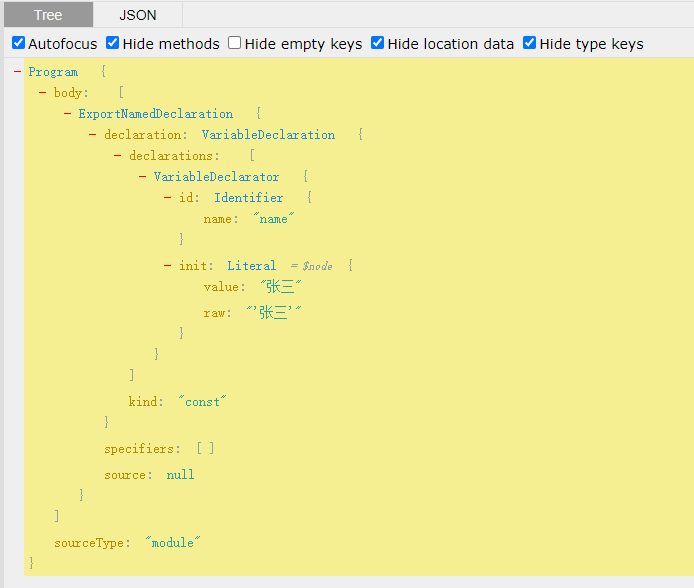 Tree JSON
Autofocus Hide methods Hide empty keys Hide location data Hide type keys
- Program {
- body: [
- ExportNamedDeclaration {
- declaration: VariableDeclaration {
- declarations: [
- VariableDeclarator {
- id: Identifier {
name: "name"
}
- init: Literal = $node {
value: "张三"
raw: "'张三'"
}
}
]
kind: "const"
}
specifiers: [ ]
source: null
}
]
sourceType: "module"
}